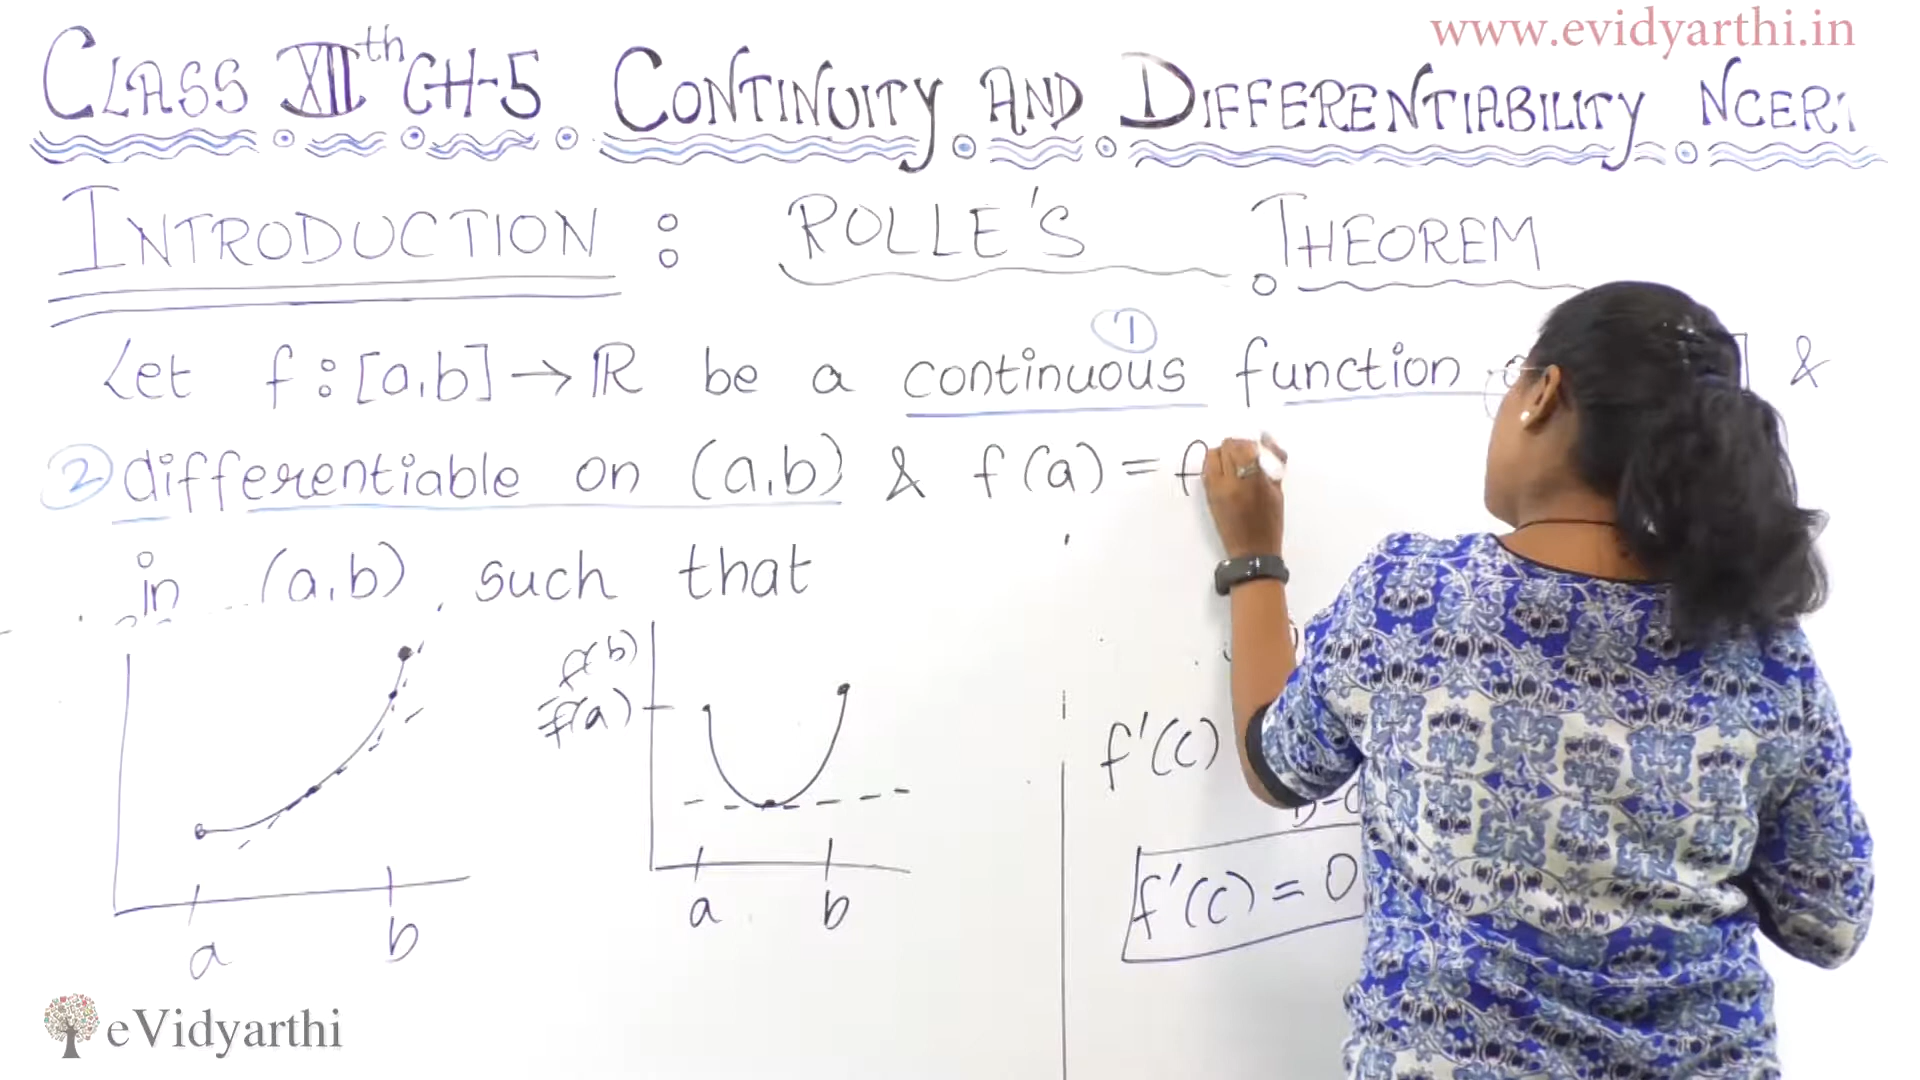 www.evidyarthi.in
CLASS XIIth CH-5 CONTINUITY AND DIFFERENTIABILITY NCERT
INTRODUCTION : ROLLE'S THEOREM
1
Let f : [a,b] → R be a continuous function ] &
2 differentiable on (a,b) & f(a) = f
in (a,b) such that
f(b)
=f(a)
f'(c)
b-
f'(c) = 0
a b
a b
eVidyarthi